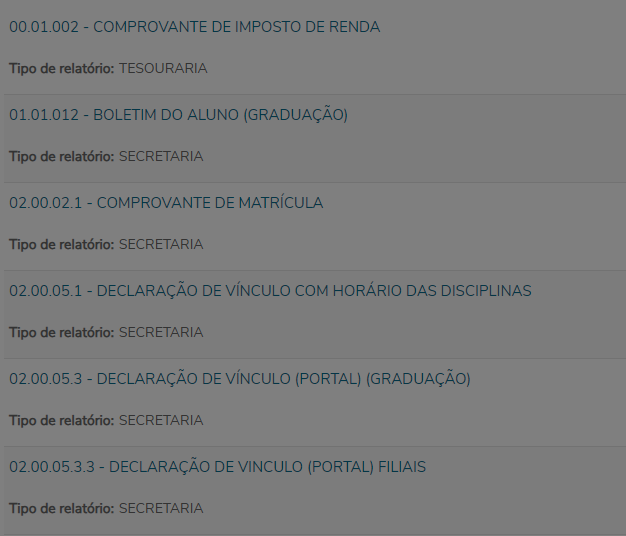 00.01.002 - COMPROVANTE DE IMPOSTO DE RENDA
Tipo de relatório: TESOURARIA
01.01.012 - BOLETIM DO ALUNO (GRADUAÇÃO)
Tipo de relatório: SECRETARIA
02.00.02.1 - COMPROVANTE DE MATRÍCULA
Tipo de relatório: SECRETARIA
02.00.05.1 - DECLARAÇÃO DE VÍNCULO COM HORÁRIO DAS DISCIPLINAS
Tipo de relatório: SECRETARIA
02.00.05.3 - DECLARAÇÃO DE VÍNCULO (PORTAL) (GRADUAÇÃO)
Tipo de relatório: SECRETARIA
02.00.05.3.3 - DECLARAÇÃO DE VINCULO (PORTAL) FILIAIS
Tipo de relatório: SECRETARIA